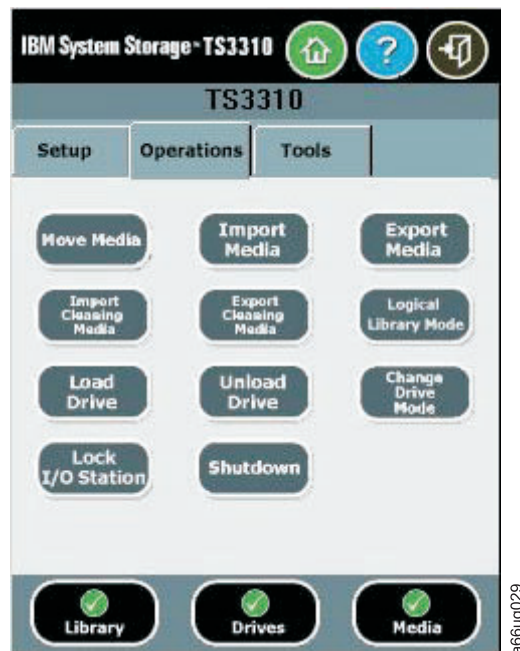 IBM System Storage™ TS3310
?
TS3310
Setup
Operations
Tools
Move Media
Import
Media
Export
Media
Import
Cleaning
Media
Export
Cleaning
Media
Logical
Library Mode
Load
Drive
Unload
Drive
Change
Drive
Mode
Lock
I/O Station
Shutdown
Library
Drives
Media
a66ug029